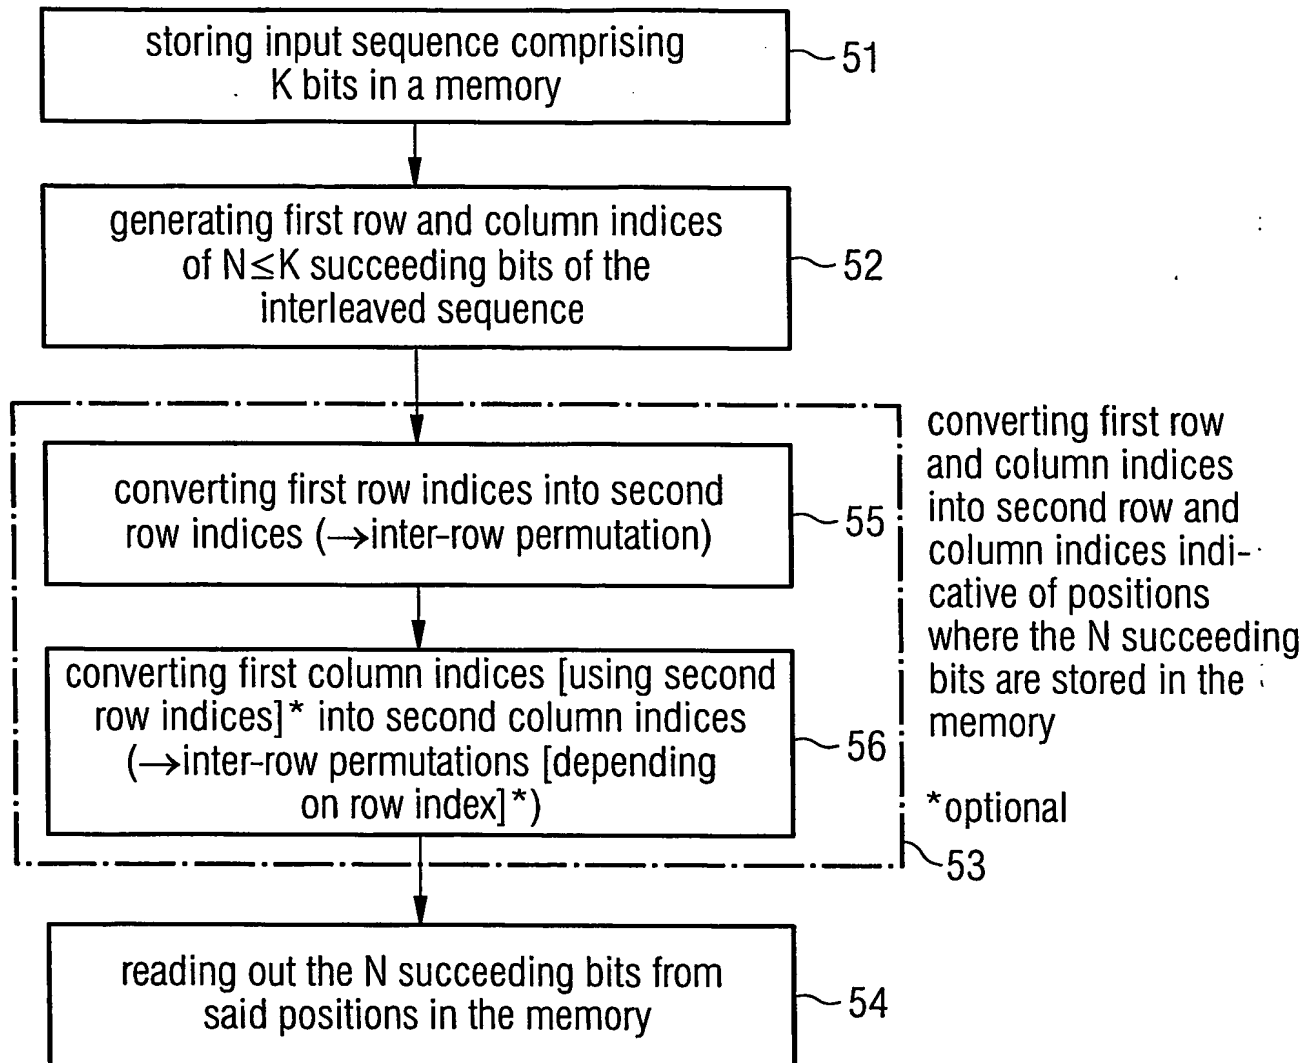 storing input sequence comprising
K bits in a memory
51
generating first row and column indices
of N≤K succeeding bits of the
interleaved sequence
52
converting first row indices into second
row indices (→inter-row permutation)
55
converting first column indices [using second
row indices]* into second column indices
(→inter-row permutations [depending
on row index]*)
56
converting first row
and column indices
into second row and
column indices indi-
cative of positions
where the N succeeding
bits are stored in the
memory
*optional
53
reading out the N succeeding bits from
said positions in the memory
54